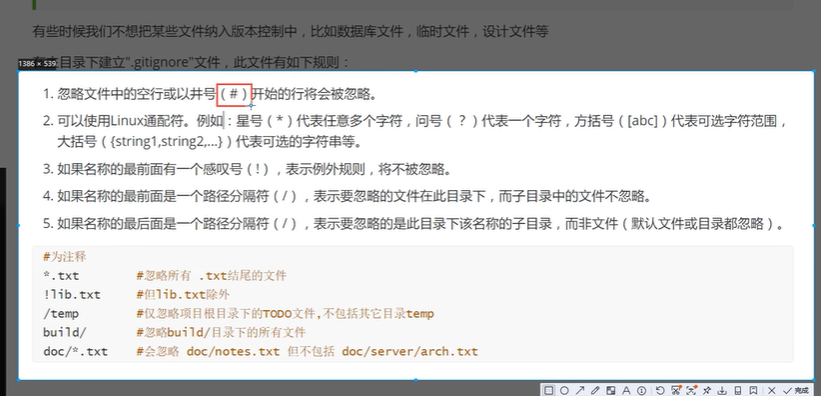 有些时候我们不想把某些文件纳入版本控制中，比如数据库文件，临时文件，设计文件等
目录下建立".gitignore"文件，此文件有如下规则：
1386 × 539
1. 忽略文件中的空行或以井号（#）开始的行将会被忽略。
2. 可以使用Linux通配符。例如：星号（*）代表任意多个字符，问号（？）代表一个字符，方括号（[abc]）代表可选字符范围，
大括号（{string1,string2,...}）代表可选的字符串等。
3. 如果名称的最前面有一个感叹号（!），表示例外规则，将不被忽略。
4. 如果名称的最前面是一个路径分隔符（/），表示要忽略的文件在此目录下，而子目录中的文件不忽略。
5. 如果名称的最后面是一个路径分隔符（/），表示要忽略的是此目录下该名称的子目录，而非文件（默认文件或目录都忽略）。
#为注释
*.txt #忽略所有 .txt结尾的文件
!lib.txt #但lib.txt除外
/temp #仅忽略项目根目录下的TODO文件,不包括其它目录temp
build/ #忽略build/目录下的所有文件
doc/*.txt #会忽略 doc/notes.txt 但不包括 doc/server/arch.txt
完成